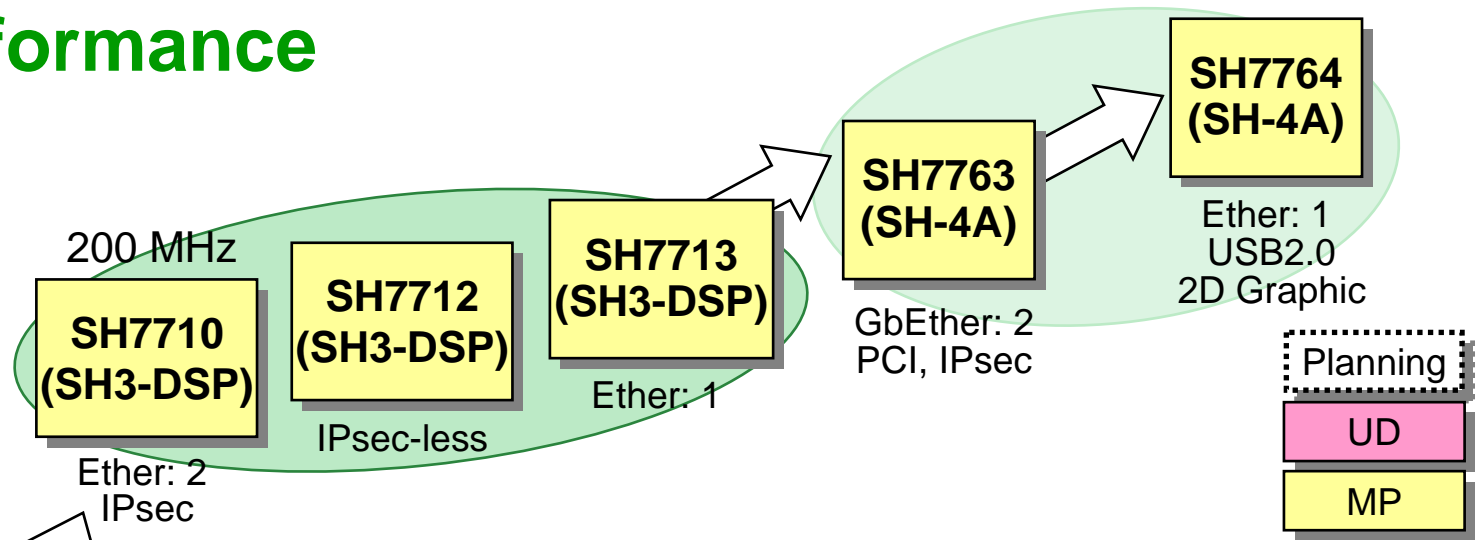 formance
200 MHz
SH7710
(SH3-DSP)
Ether: 2
IPsec
SH7712
(SH3-DSP)
IPsec-less
SH7713
(SH3-DSP)
Ether: 1
SH7763
(SH-4A)
GbEther: 2
PCI, IPsec
SH7764
(SH-4A)
Ether: 1
USB2.0
2D Graphic
Planning
UD
MP